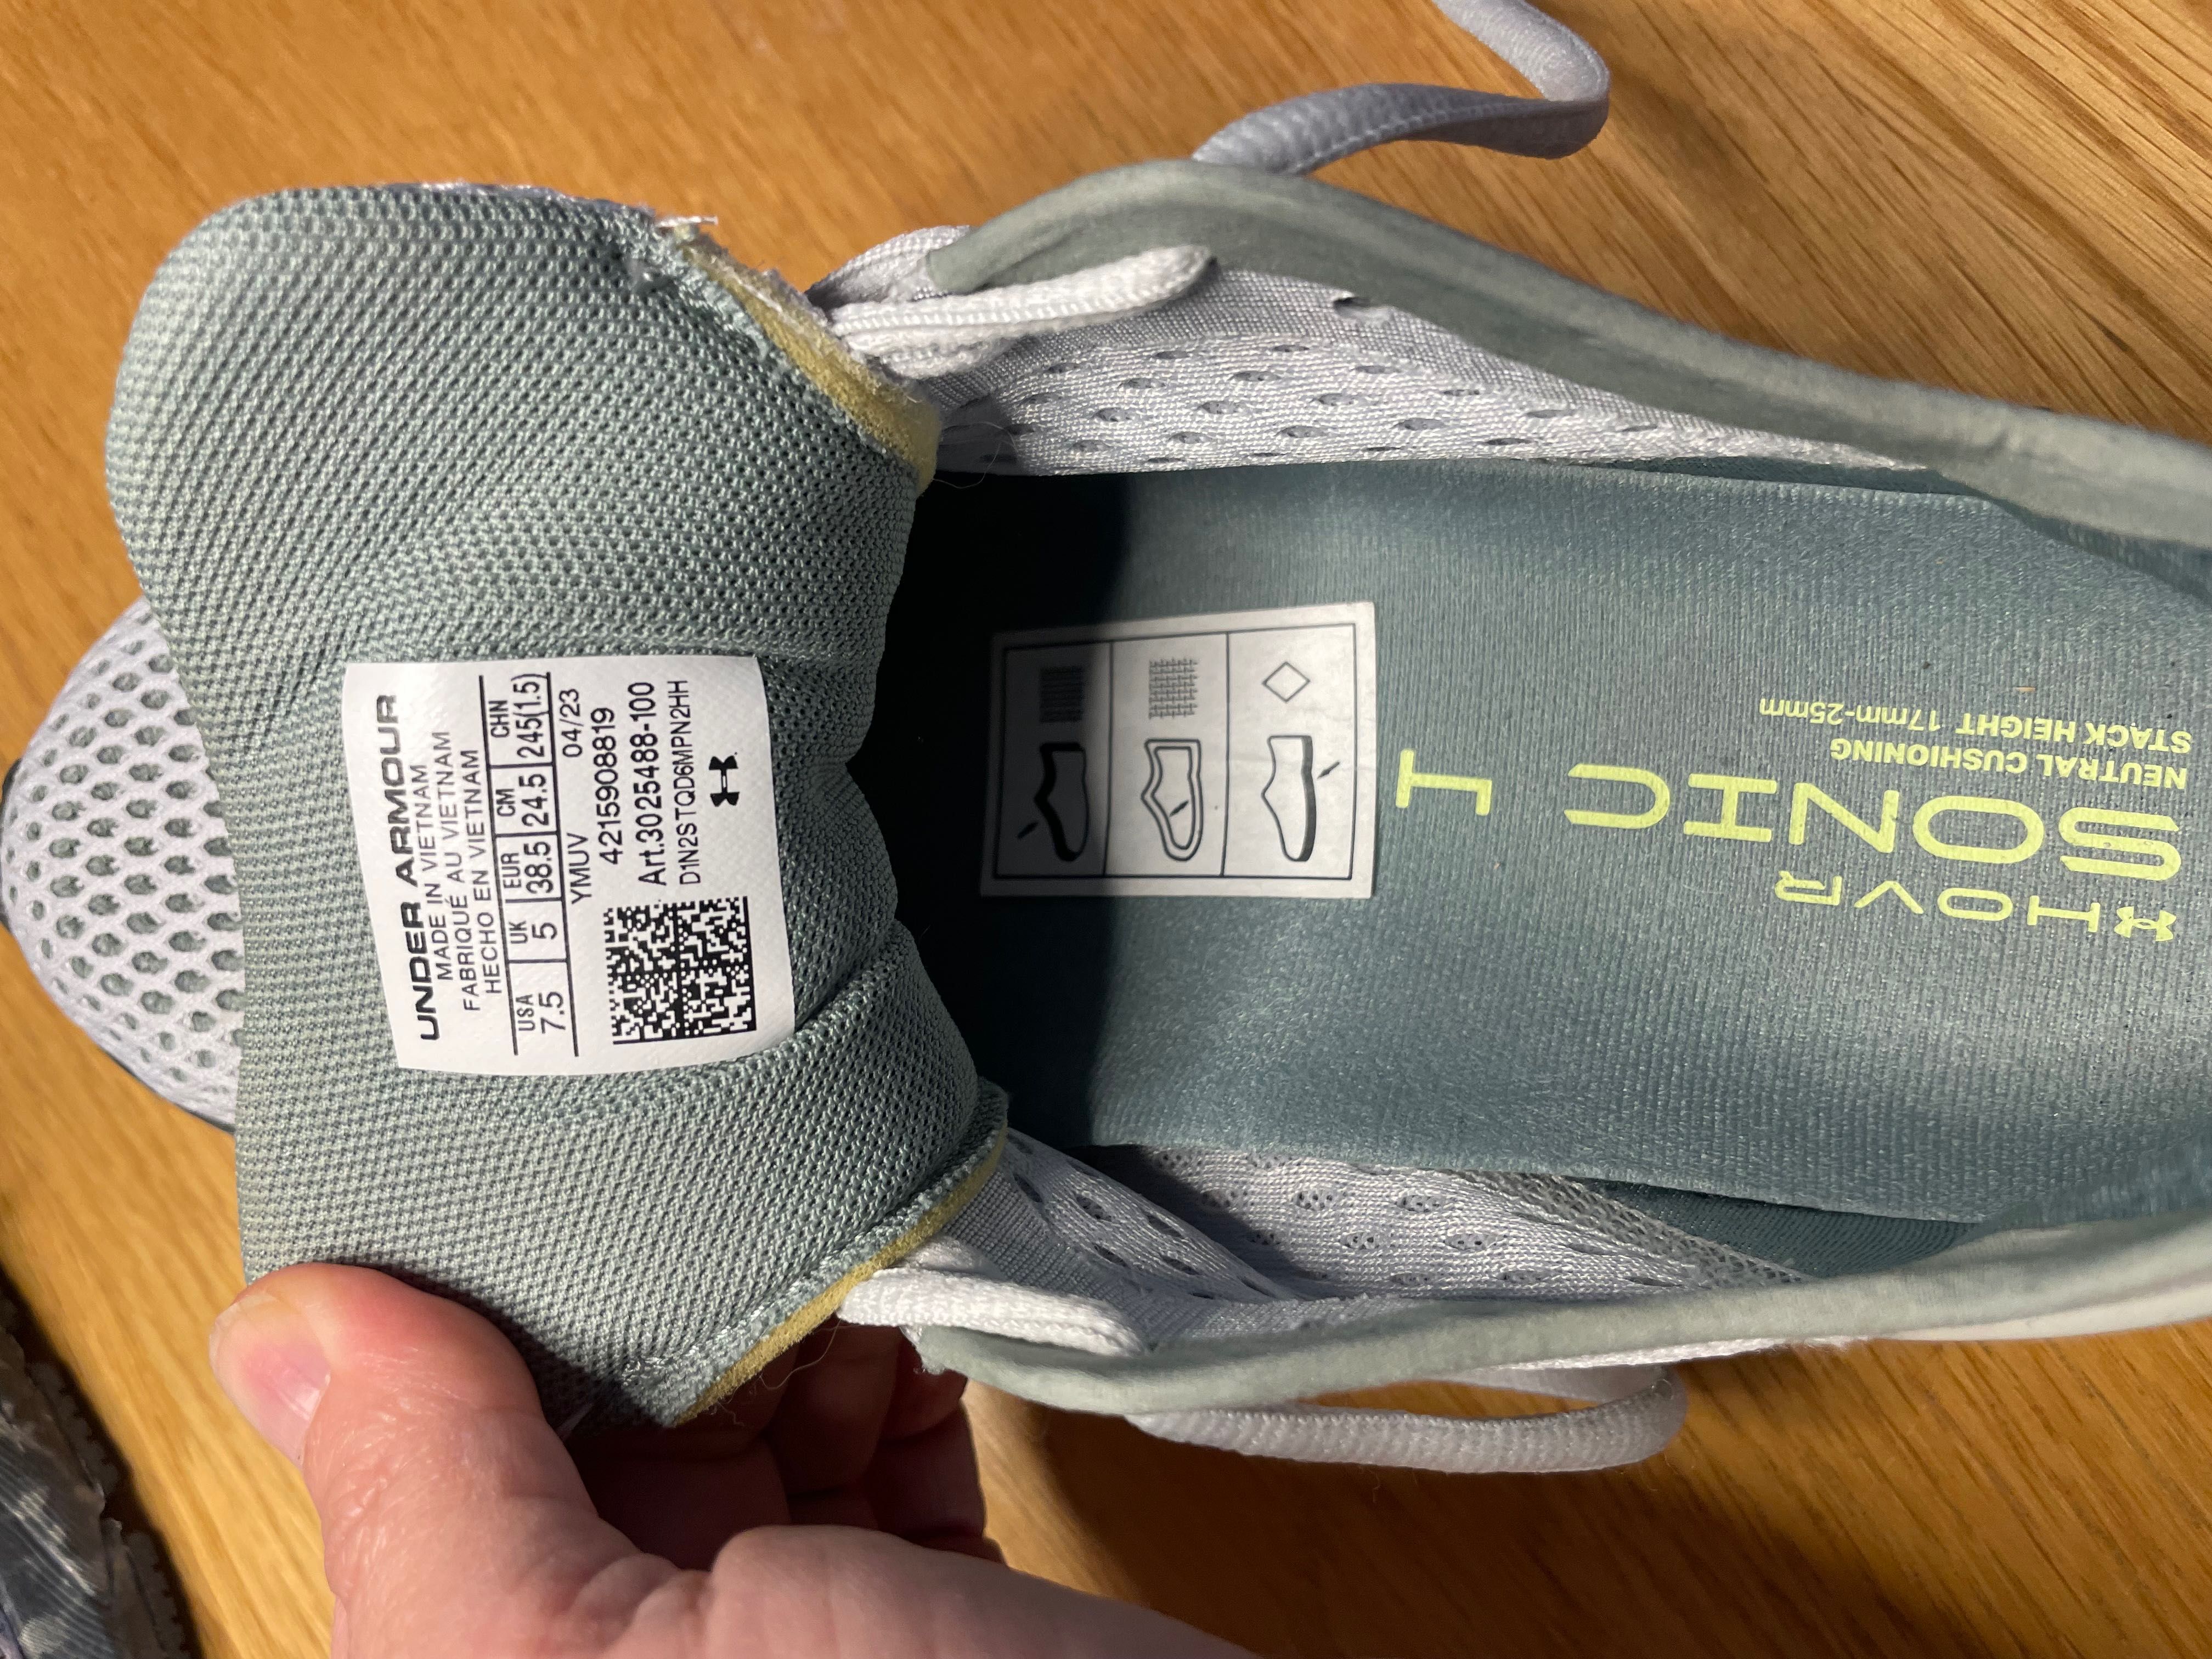 UNDER ARMOUR
MADE IN VIETNAM
FABRIQUÉ AU VIETNAM
HECHO EN VIETNAM
USA UK EUR CM CHN
7.5 5 38.5 24.5 245(1.5)
YMUV 04/23
4215908819
Art.3025488-100
D1N2STQD6MPN2HH
HOVR
SONIC 4
NEUTRAL CUSHIONING
STACK HEIGHT 17mm-25mm